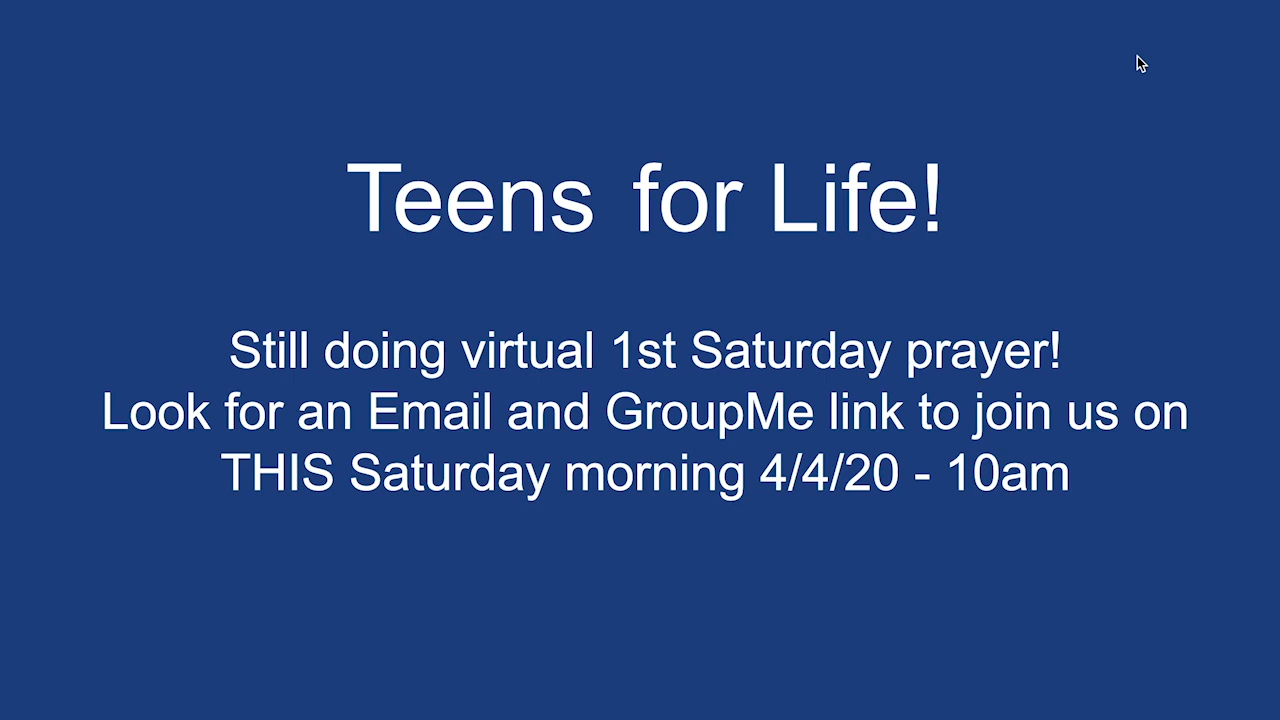 Teens for Life!
Still doing virtual 1st Saturday prayer!
Look for an Email and GroupMe link to join us on
THIS Saturday morning 4/4/20 - 10am